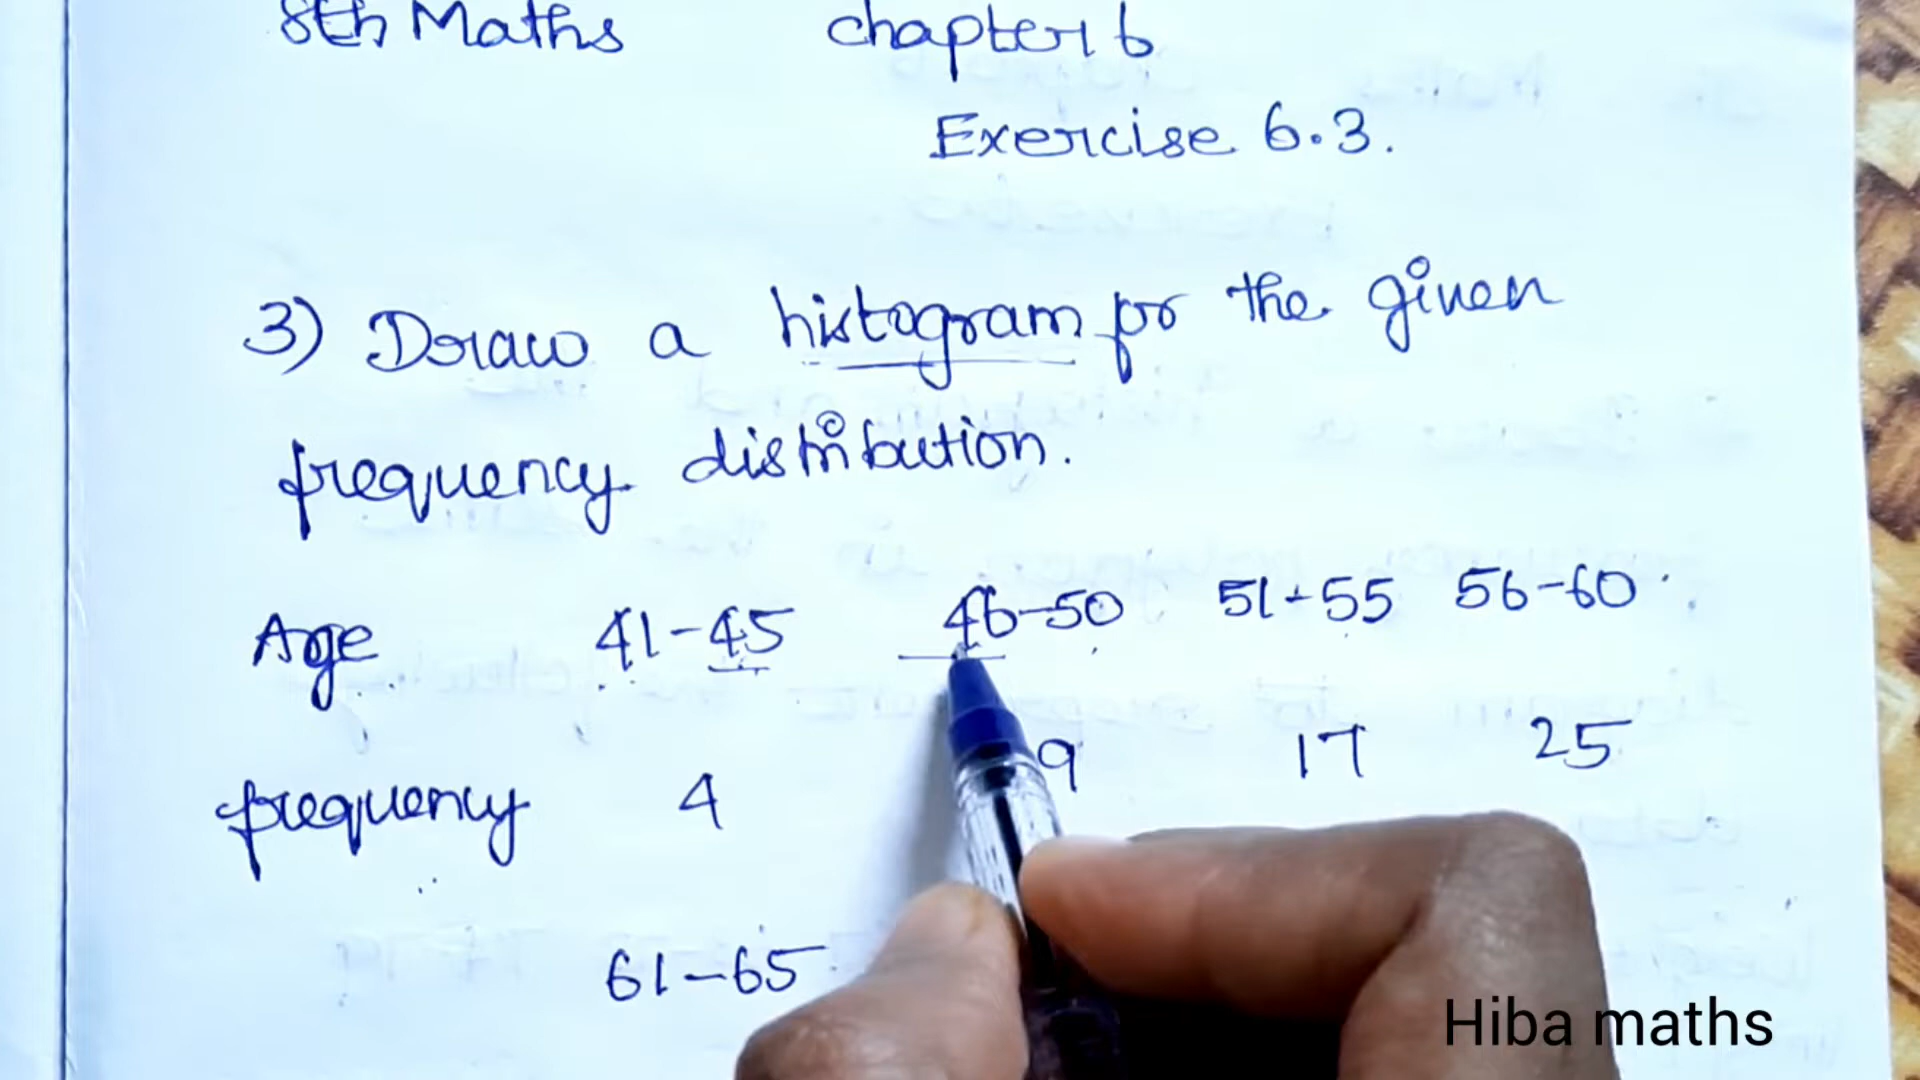 8th Maths chapter 6
Exercise 6.3.
3) Draw a histogram for the given
frequency distribution.
Age 41-45 46-50 51-55 56-60
frequency 4 9 17 25
61-65
Hiba maths